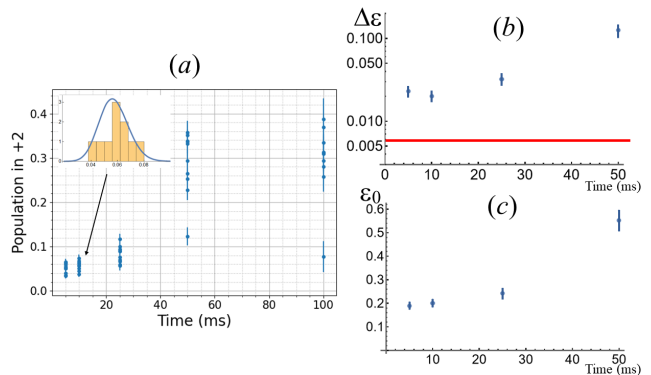 (a)
Population in +2
0.4
0.3
0.2
0.1
0.0
20 40 60 80 100
Time (ms)
3
2
1
0
0.04 0.06 0.08
Δε
(b)
0.100
0.050
0.010
0.005
0 10 20 30 40 50
Time (ms)
ε0
(c)
0.6
0.5
0.4
0.3
0.2
0.1
0 10 20 30 40 50
Time (ms)